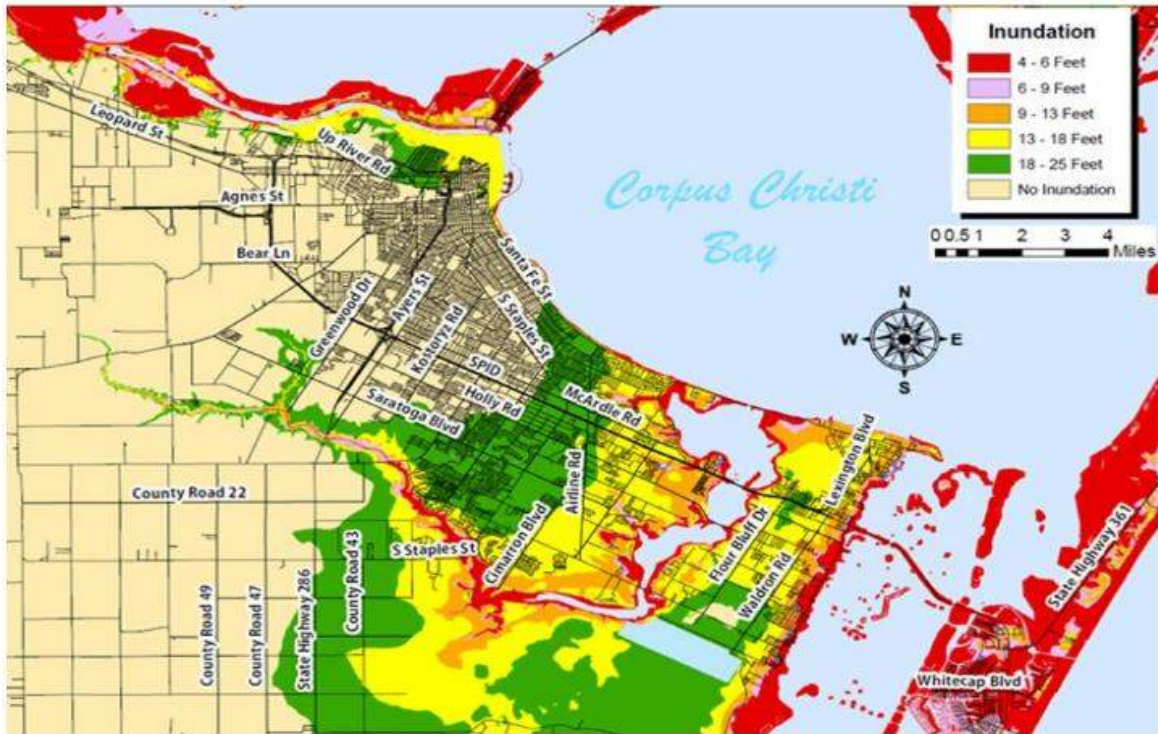 Inundation
4 - 6 Feet
6 - 9 Feet
9 - 13 Feet
13 - 18 Feet
18 - 25 Feet
No Inundation
0 0.5 1 2 3 4
Miles
Leopard St
Up River Rd
Agnes St
Bear Ln
Corpus Christi
Bay
Santa Fe St
Greenwood Dr
Ayers St
Kostoryz Rd
S Staples St
SPID
Holly Rd
McArdle Rd
Saratoga Blvd
N
W
E
S
Airline Rd
Lexington Blvd
County Road 22
Cimarron Blvd
Flour Bluff Dr
State Highway 361
S Staples St
Waldron Rd
County Road 49
County Road 47
State Highway 286
County Road 43
Whitecap Blvd